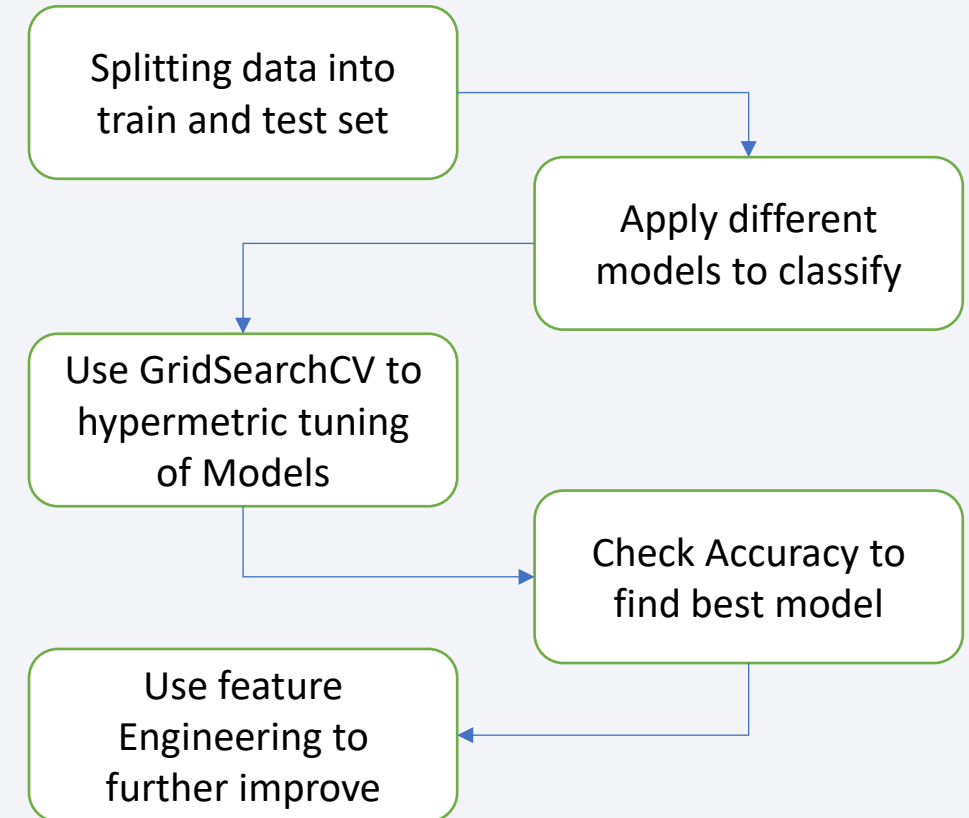 Splitting data into
train and test set
Apply different
models to classify
Use GridSearchCV to
hypermetric tuning
of Models
Check Accuracy to
find best model
Use feature
Engineering to
further improve